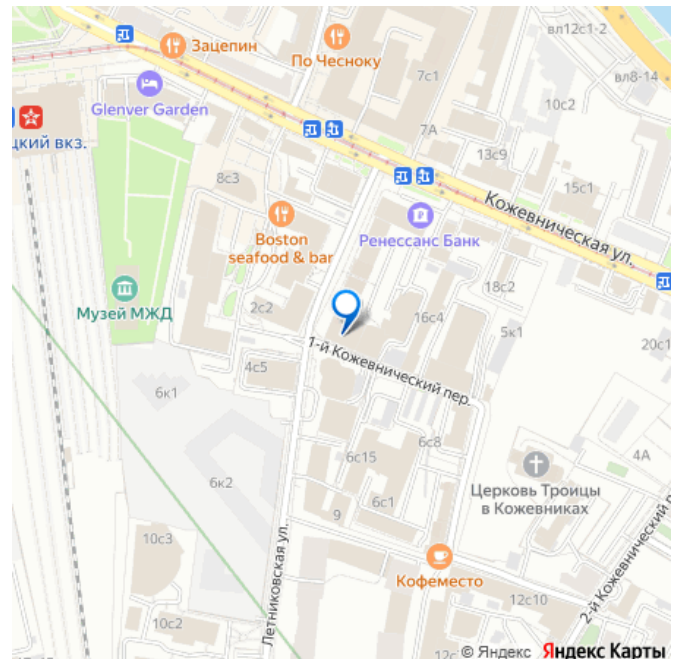 вл12с1-2
Зацепин
По Чесноку
7с1
вл8-14
10с2
Glenver Garden
7А
цкий вкз.
13с9
8с3
15с1
Кожевническая ул.
Boston
seafood & bar
Ренессанс Банк
18с2
Музей МЖД
2с2
16с4
5к1
20с1
1-й Кожевнический пер.
4с5
6к1
6с8
4А
6с15
6к2
6с1
Церковь Троицы
в Кожевниках
9
10с3
Летниковская ул.
Кофеместо
2-й Кожевнический р
12с10
10с2
12с
© Яндекс Яндекс Карты